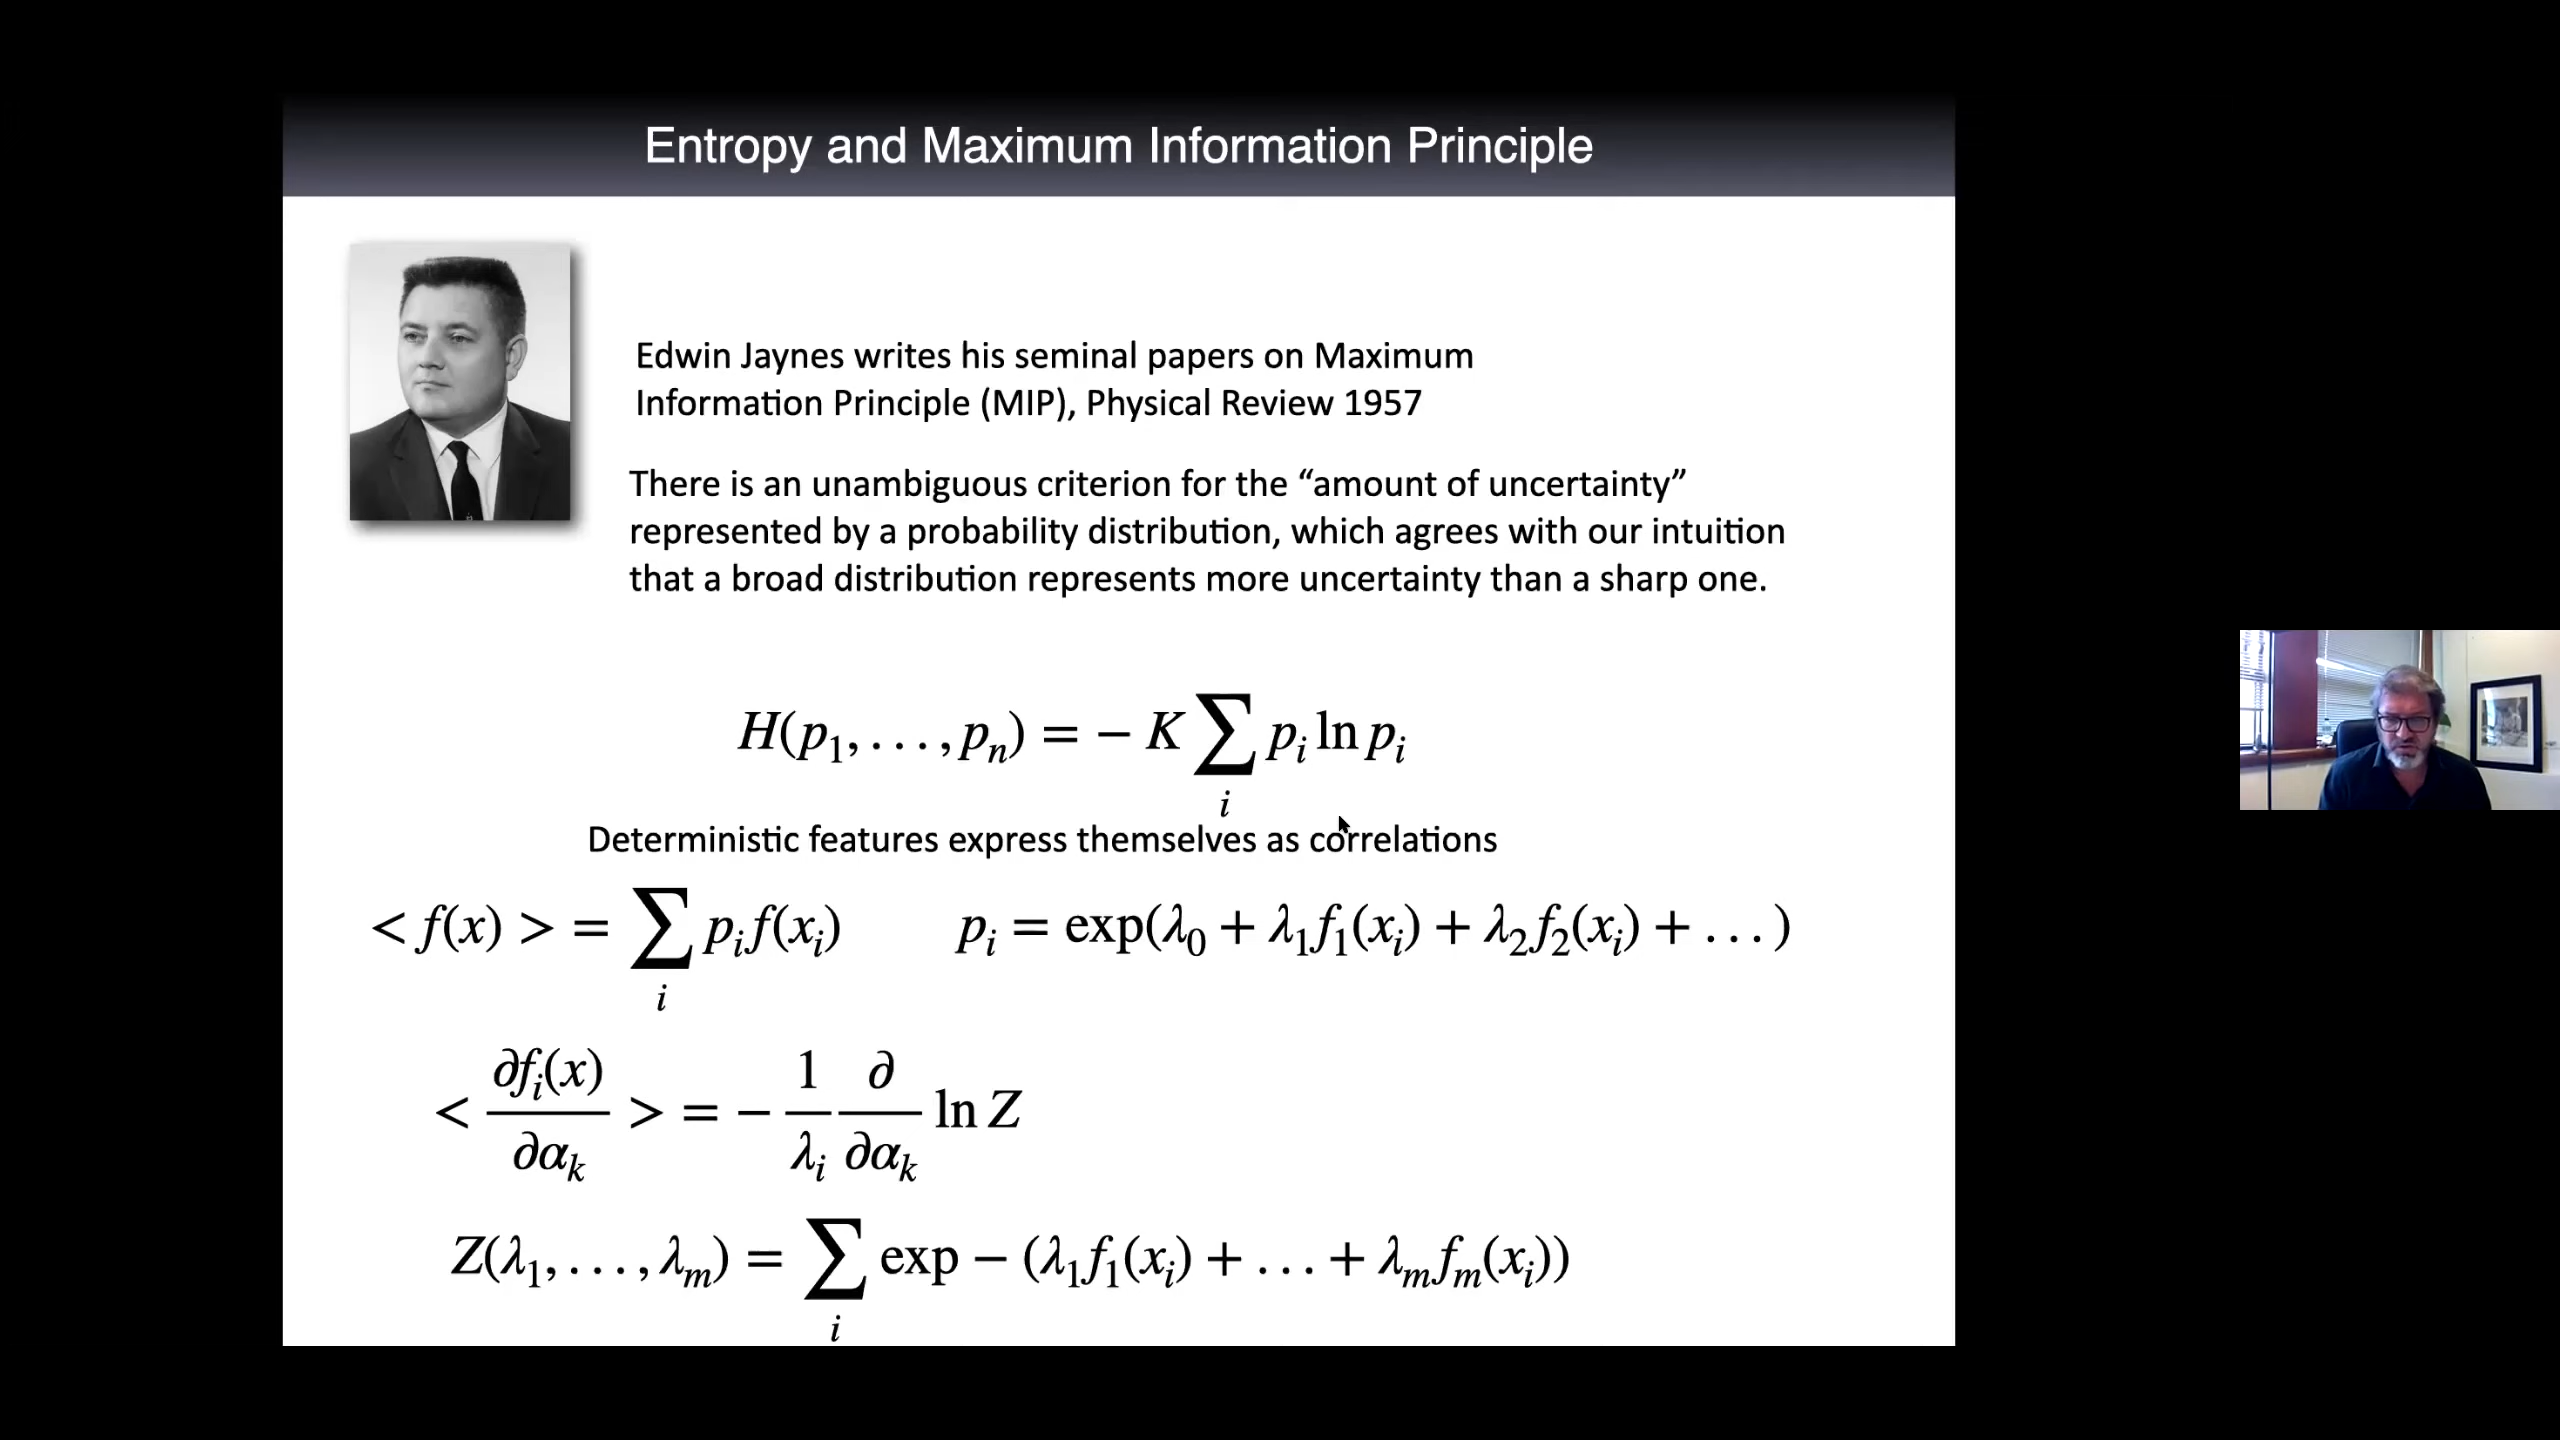 Entropy and Maximum Information Principle
Edwin Jaynes writes his seminal papers on Maximum
Information Principle (MIP), Physical Review 1957
There is an unambiguous criterion for the “amount of uncertainty”
represented by a probability distribution, which agrees with our intuition
that a broad distribution represents more uncertainty than a sharp one.
H(p₁, . . . , pₙ) = − K ∑ᵢ pᵢ ln pᵢ
Deterministic features express themselves as correlations
< f(x) > = ∑ᵢ pᵢ f(xᵢ) pᵢ = exp(λ₀ + λ₁f₁(xᵢ) + λ₂f₂(xᵢ) + . . . )
< ∂fᵢ(x)/∂αₖ > = − 1/λᵢ ∂/∂αₖ ln Z
Z(λ₁, . . . , λₘ) = ∑ᵢ exp − (λ₁f₁(xᵢ) + . . . + λₘfₘ(xᵢ))